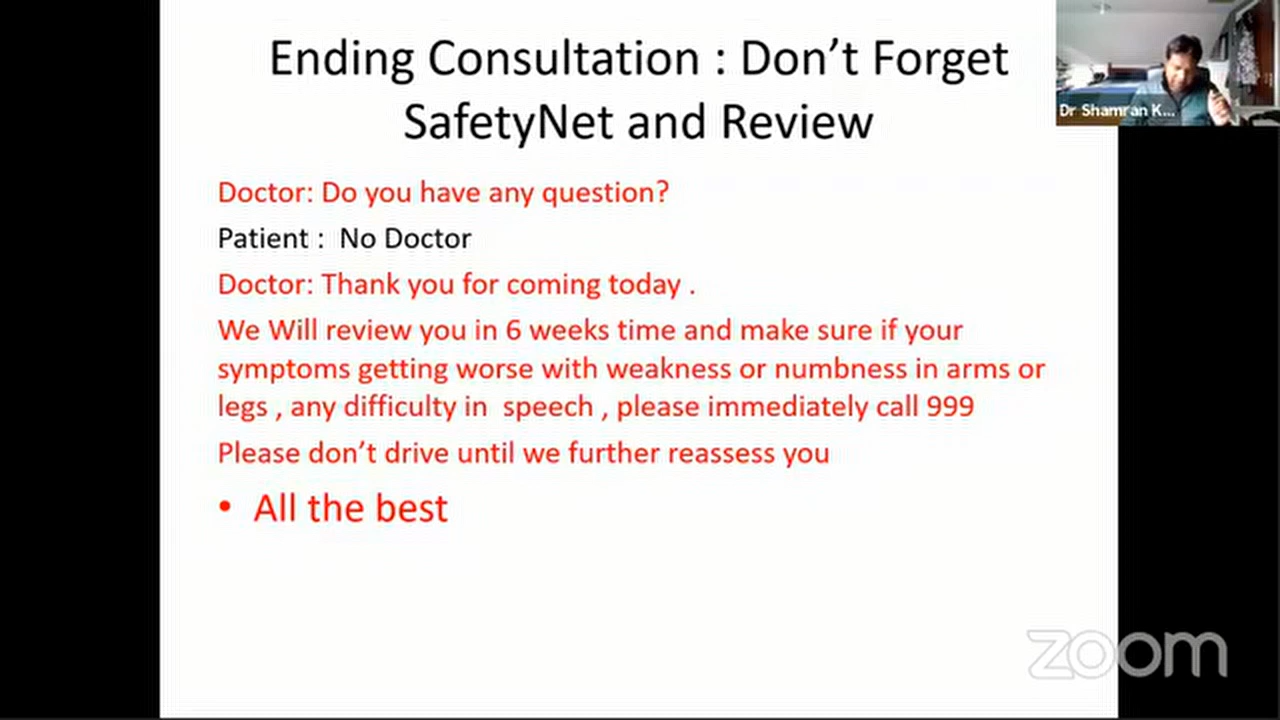 Ending Consultation : Don’t Forget
SafetyNet and Review
Dr Shamran K...
Doctor: Do you have any question?
Patient :  No Doctor
Doctor: Thank you for coming today .
We Will review you in 6 weeks time and make sure if your
symptoms getting worse with weakness or numbness in arms or
legs , any difficulty in  speech , please immediately call 999
Please don’t drive until we further reassess you
• All the best
zoom